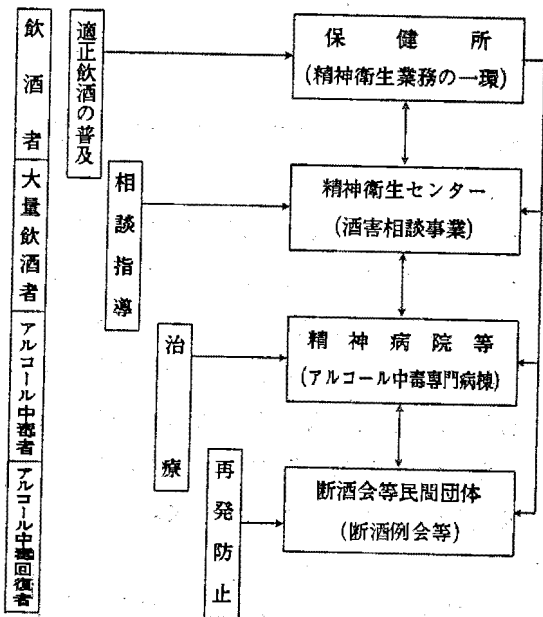 飲酒者
大量飲酒者
アルコール中毒者
アルコール中毒回復者
適正飲酒の普及
相談指導
治療
再発防止
保健所
(精神衛生業務の一環)
精神衛生センター
(酒害相談事業)
精神病院等
(アルコール中毒専門病棟)
断酒会等民間団体
(断酒例会等)